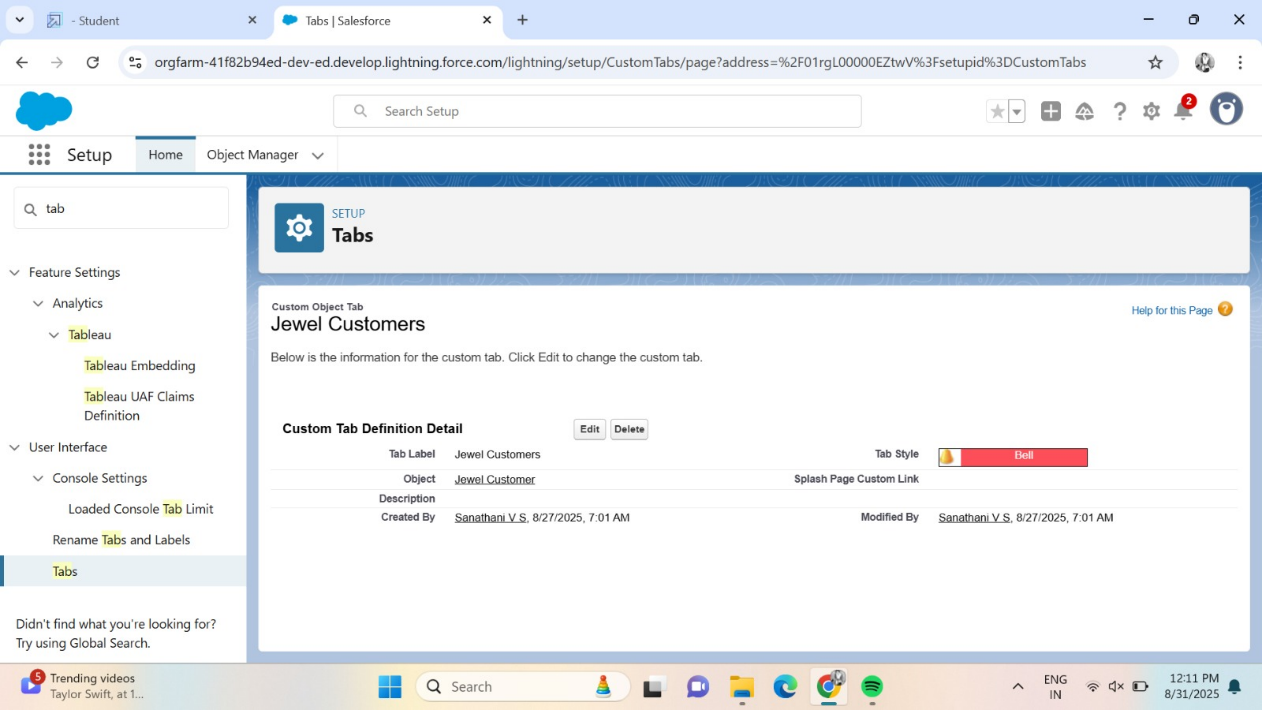 - Student
Tabs | Salesforce
orgfarm-41f82b94ed-dev-ed.develop.lightning.force.com/lightning/setup/CustomTabs/page?address=%2F01rgL00000EZtwV%3Fsetupid%3DCustomTabs
Search Setup
2
Setup
Home
Object Manager
tab
SETUP
Tabs
Feature Settings
Analytics
Tableau
Tableau Embedding
Tableau UAF Claims
Definition
User Interface
Console Settings
Loaded Console Tab Limit
Rename Tabs and Labels
Tabs
Didn't find what you're looking for?
Try using Global Search.
Custom Object Tab
Jewel Customers
Help for this Page
Below is the information for the custom tab. Click Edit to change the custom tab.
Custom Tab Definition Detail
Edit
Delete
Tab Label Jewel Customers
Tab Style Bell
Object Jewel Customer
Splash Page Custom Link
Description
Created By Sanathani V S, 8/27/2025, 7:01 AM
Modified By Sanathani V S, 8/27/2025, 7:01 AM
5
Trending videos
Taylor Swift, at 1...
Search
ENG
IN
12:11 PM
8/31/2025